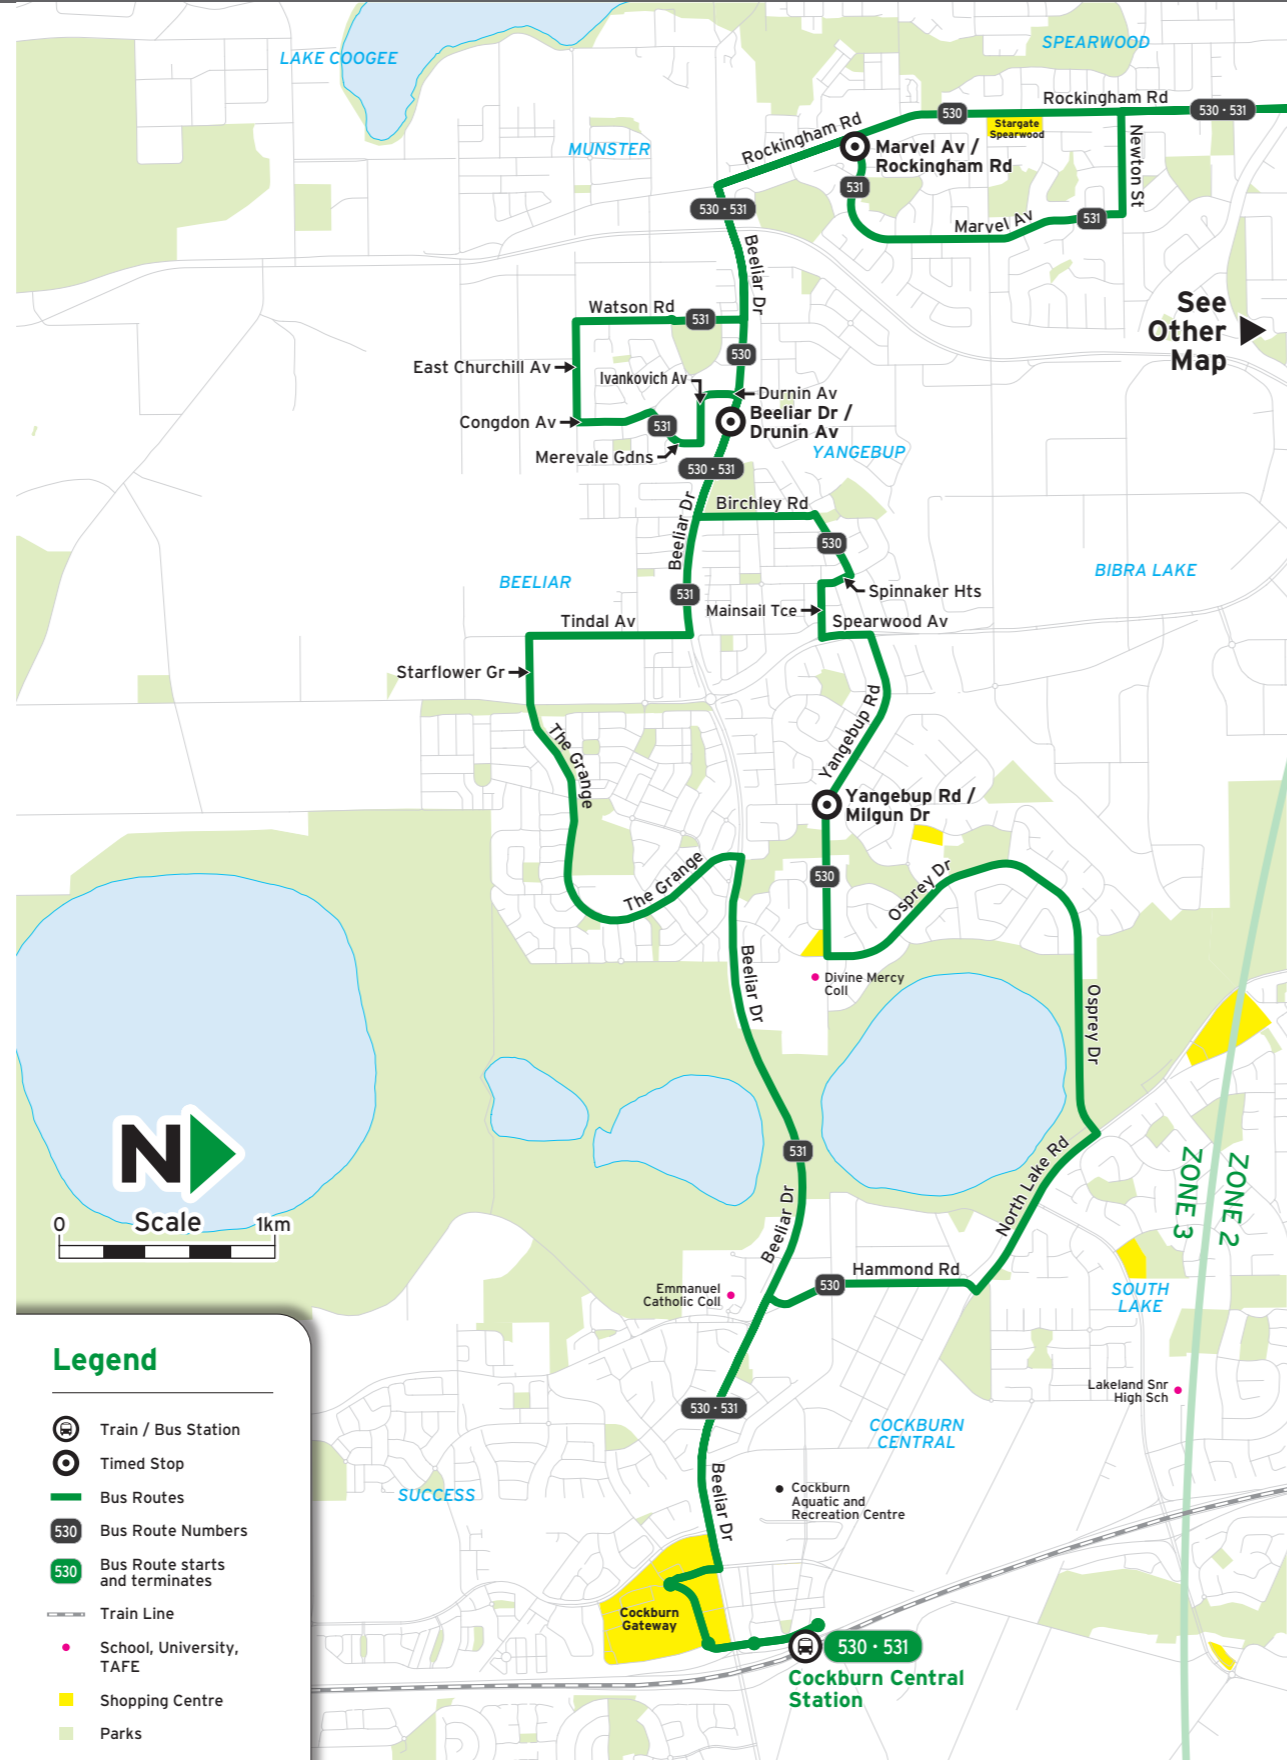 LAKE COOGEE
SPEARWOOD
Rockingham Rd
530
530 • 531
Stargate
Spearwood
Rockingham Rd
MUNSTER
Marvel Av /
Rockingham Rd
Newton St
531
530 • 531
Marvel Av
531
Beeliar Dr
See
Other
Map
Watson Rd
531
530
East Churchill Av
Ivankovich Av
Durnin Av
Beeliar Dr /
Drunin Av
Congdon Av
531
Merevale Gdns
530 • 531
YANGEBUP
Beeliar Dr
Birchley Rd
530
BEELIAR
BIBRA LAKE
531
Spinnaker Hts
Mainsail Tce
Tindal Av
Spearwood Av
Starflower Gr
Yangebup Rd
The Grange
Yangebup Rd /
Milgun Dr
530
The Grange
Osprey Dr
Beeliar Dr
Divine Mercy
Coll
Osprey Dr
N
531
North Lake Rd
ZONE 3
ZONE 2
0
Scale
1km
Beeliar Dr
Hammond Rd
530
Emmanuel
Catholic Coll
SOUTH
LAKE
Lakeland Snr
High Sch
530 • 531
COCKBURN
CENTRAL
Beeliar Dr
SUCCESS
Cockburn
Aquatic and
Recreation Centre
Cockburn
Gateway
530 • 531
Cockburn Central
Station
Legend
Train / Bus Station
Timed Stop
Bus Routes
530
Bus Route Numbers
530
Bus Route starts
and terminates
Train Line
School, University,
TAFE
Shopping Centre
Parks